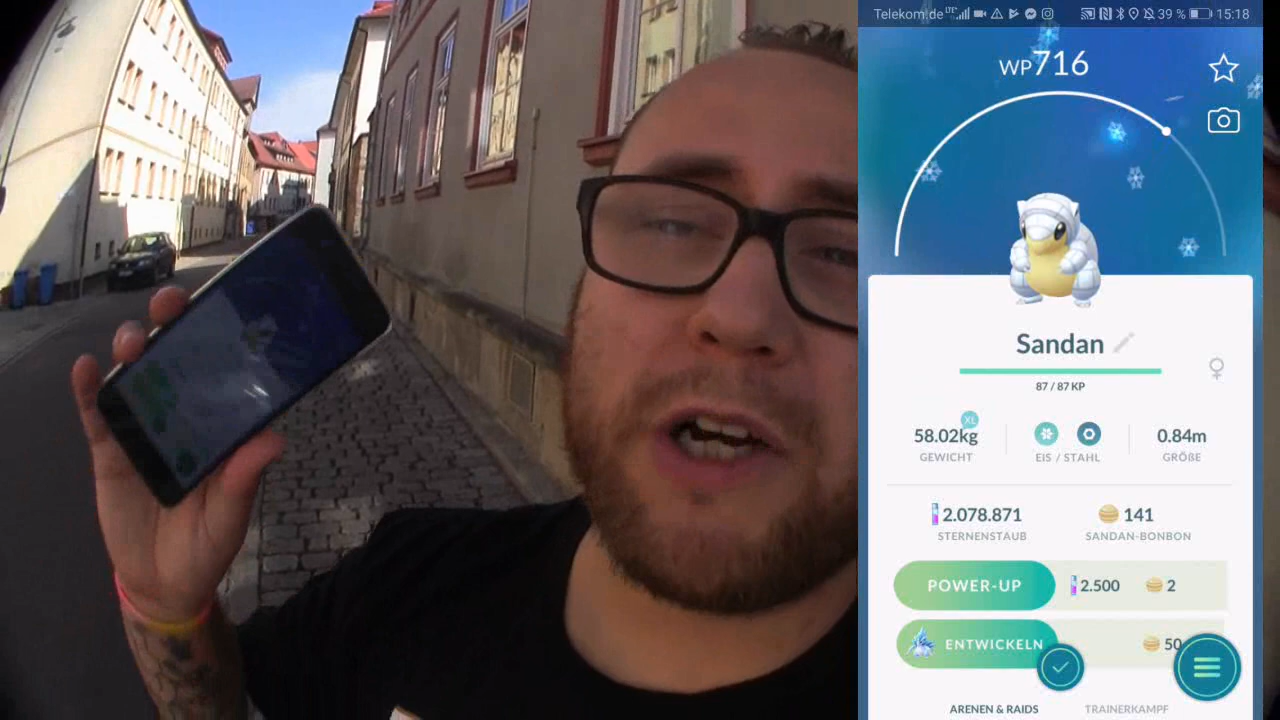 Telekom.de LTE 39 % 15:18
WP716
Sandan
87 / 87 KP
XL
58.02kg
GEWICHT
EIS / STAHL
0.84m
GRÖßE
2.078.871
STERNENSTAUB
141
SANDAN-BONBON
POWER-UP
2.500
2
ENTWICKELN
50
ARENEN & RAIDS
TRAINERKAMPF